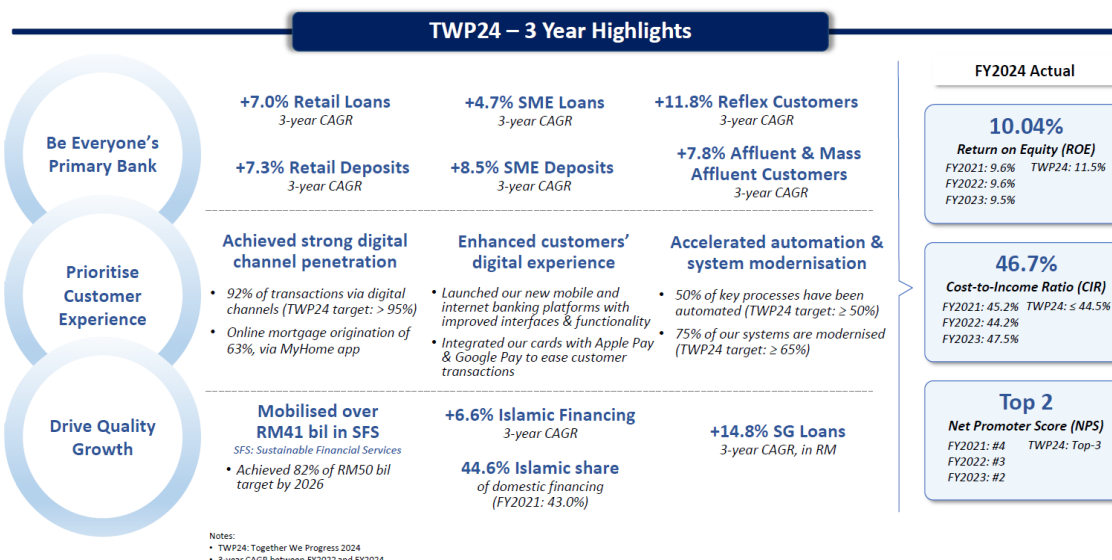 TWP24 – 3 Year Highlights
Be Everyone's
Primary Bank
+7.0% Retail Loans
3-year CAGR
+4.7% SME Loans
3-year CAGR
+11.8% Reflex Customers
3-year CAGR
+7.3% Retail Deposits
3-year CAGR
+8.5% SME Deposits
3-year CAGR
+7.8% Affluent & Mass
Affluent Customers
3-year CAGR
Prioritise
Customer
Experience
Achieved strong digital
channel penetration
• 92% of transactions via digital
channels (TWP24 target: > 95%)
• Online mortgage origination of
63%, via MyHome app
Enhanced customers'
digital experience
• Launched our new mobile and
internet banking platforms with
improved interfaces & functionality
• Integrated our cards with Apple Pay
& Google Pay to ease customer
transactions
Accelerated automation &
system modernisation
• 50% of key processes have been
automated (TWP24 target: ≥ 50%)
• 75% of our systems are modernised
(TWP24 target: ≥ 65%)
Drive Quality
Growth
Mobilised over
RM41 bil in SFS
SFS: Sustainable Financial Services
• Achieved 82% of RM50 bil
target by 2026
+6.6% Islamic Financing
3-year CAGR
44.6% Islamic share
of domestic financing
(FY2021: 43.0%)
+14.8% SG Loans
3-year CAGR, in RM
FY2024 Actual
10.04%
Return on Equity (ROE)
FY2021: 9.6% TWP24: 11.5%
FY2022: 9.6%
FY2023: 9.5%
46.7%
Cost-to-Income Ratio (CIR)
FY2021: 45.2% TWP24: ≤ 44.5%
FY2022: 44.2%
FY2023: 47.5%
Top 2
Net Promoter Score (NPS)
FY2021: #4 TWP24: Top-3
FY2022: #3
FY2023: #2
Notes:
• TWP24: Together We Progress 2024
• 3-year CAGR between FY2022 and FY2024